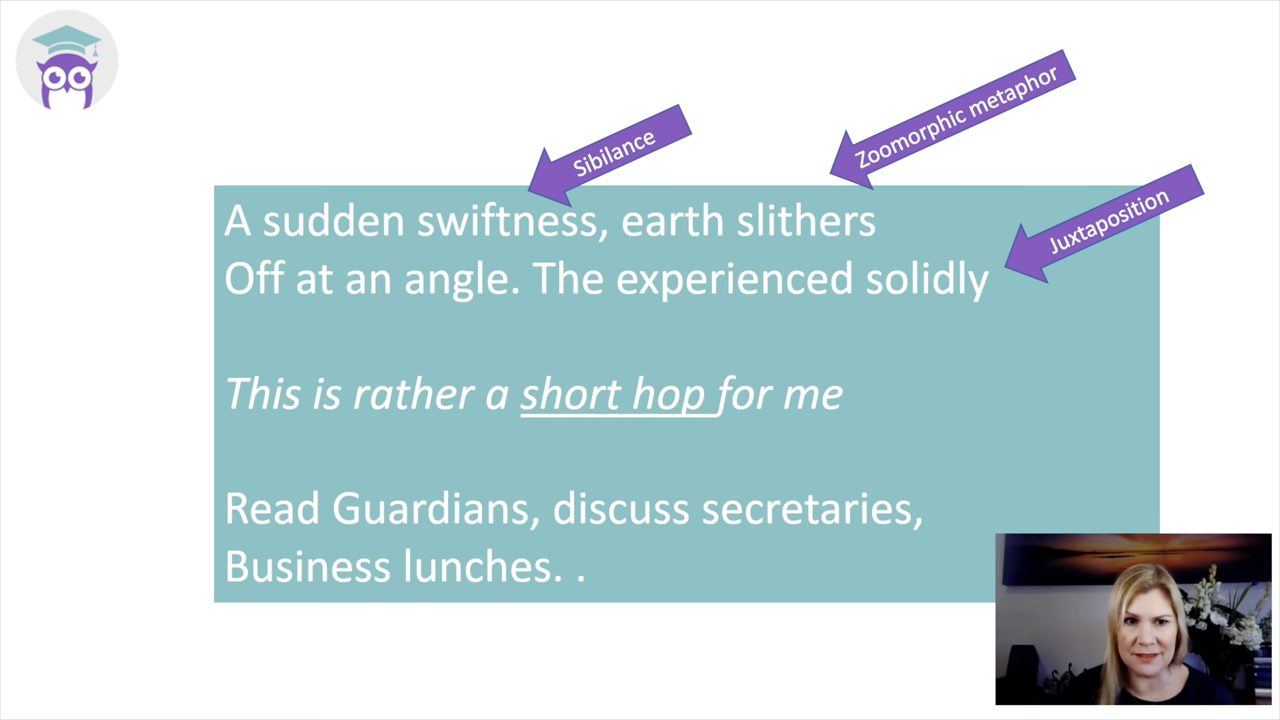 Sibilance
Zoomorphic metaphor
Juxtaposition
A sudden swiftness, earth slithers
Off at an angle. The experienced solidly
This is rather a short hop for me
Read Guardians, discuss secretaries,
Business lunches. .